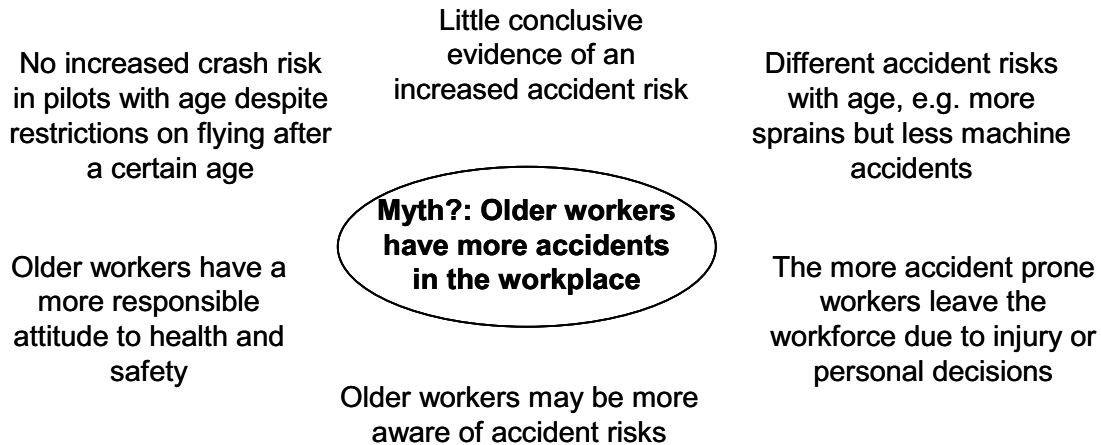 Little conclusive
evidence of an
increased accident risk
No increased crash risk
in pilots with age despite
restrictions on flying after
a certain age
Different accident risks
with age, e.g. more
sprains but less machine
accidents
Myth?: Older workers
have more accidents
in the workplace
Older workers have a
more responsible
attitude to health and
safety
The more accident prone
workers leave the
workforce due to injury or
personal decisions
Older workers may be more
aware of accident risks